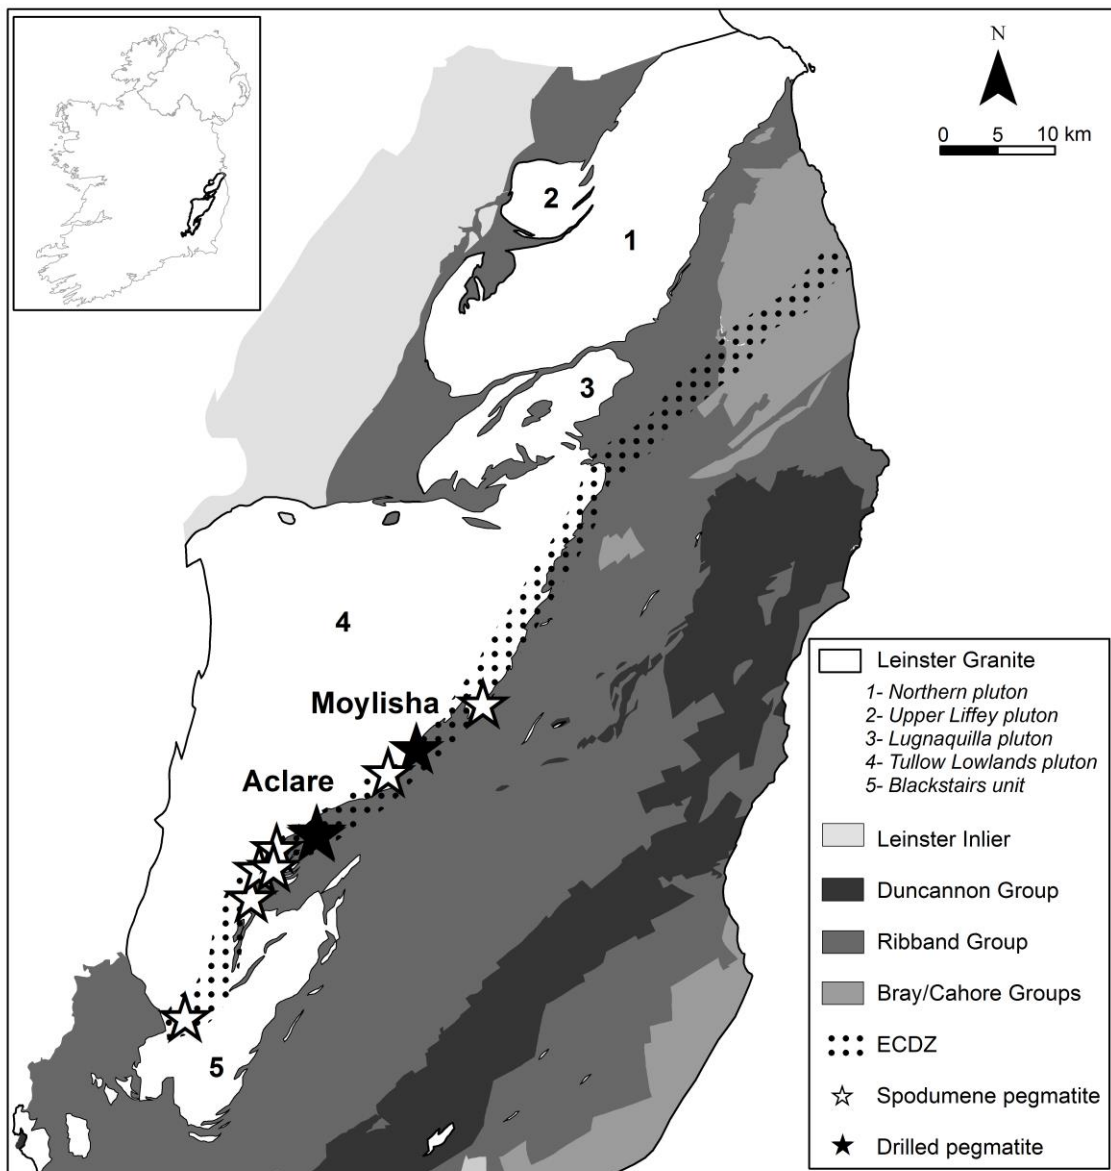 N
0 5 10 km
2
1
3
4
Moylisha
Aclare
5
Leinster Granite
1- Northern pluton
2- Upper Liffey pluton
3- Lugnaquilla pluton
4- Tullow Lowlands pluton
5- Blackstairs unit
Leinster Inlier
Duncannon Group
Ribband Group
Bray/Cahore Groups
ECDZ
Spodumene pegmatite
Drilled pegmatite